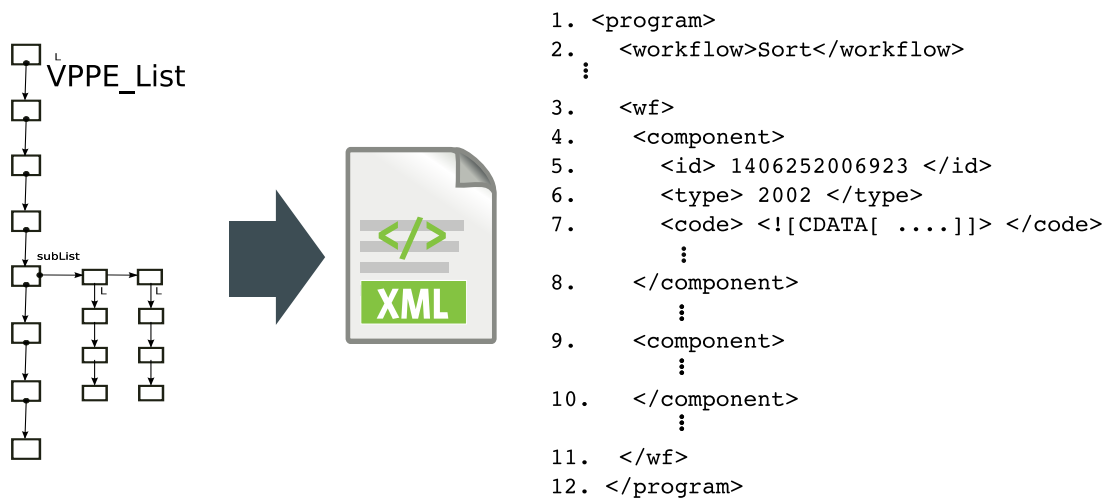 L
VPPE_List
subList
L
L
</>
XML
1. <program>
2. <workflow>Sort</workflow>
3. <wf>
4. <component>
5. <id> 1406252006923 </id>
6. <type> 2002 </type>
7. <code> <![CDATA[ ....]]> </code>
8. </component>
9. <component>
10. </component>
11. </wf>
12. </program>